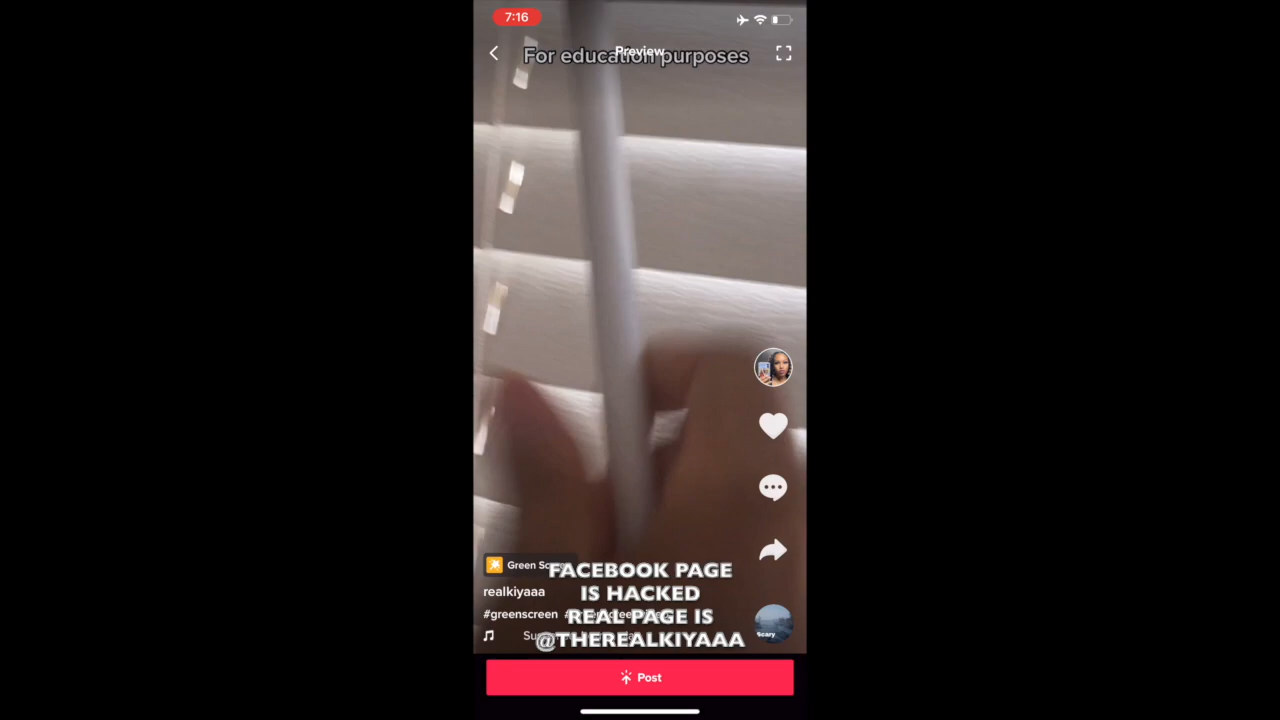 7:16
Preview
For education purposes
Green Sc
FACEBOOK PAGE
realkiyaaa
IS HACKED
#greenscreen
REAL PAGE IS
@THEREALKIYAAA
Scary
Post